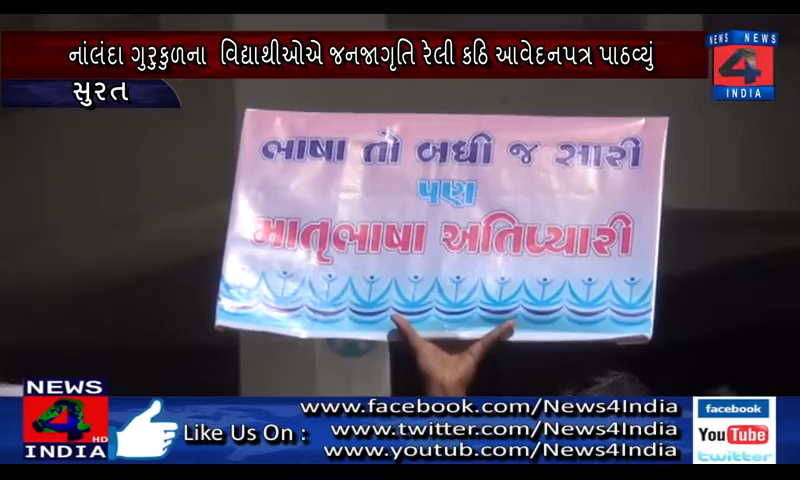 નાંલંદા ગુરુકુળના વિદ્યાથીઓએ જનજાગૃતિ રેલી કઠિ આવેદનપત્ર પાઠવ્યું
NEWS NEWS
4
INDIA
સુરત
ભાષા તો બધી જ સારી
પણ
માતૃભાષા અતિપ્યારી
NEWS
4
HD
INDIA
Like Us On :
www.facebook.com/News4India
www.twitter.com/News4India
www.youtub.com/News4India
facebook
YouTube
twitter